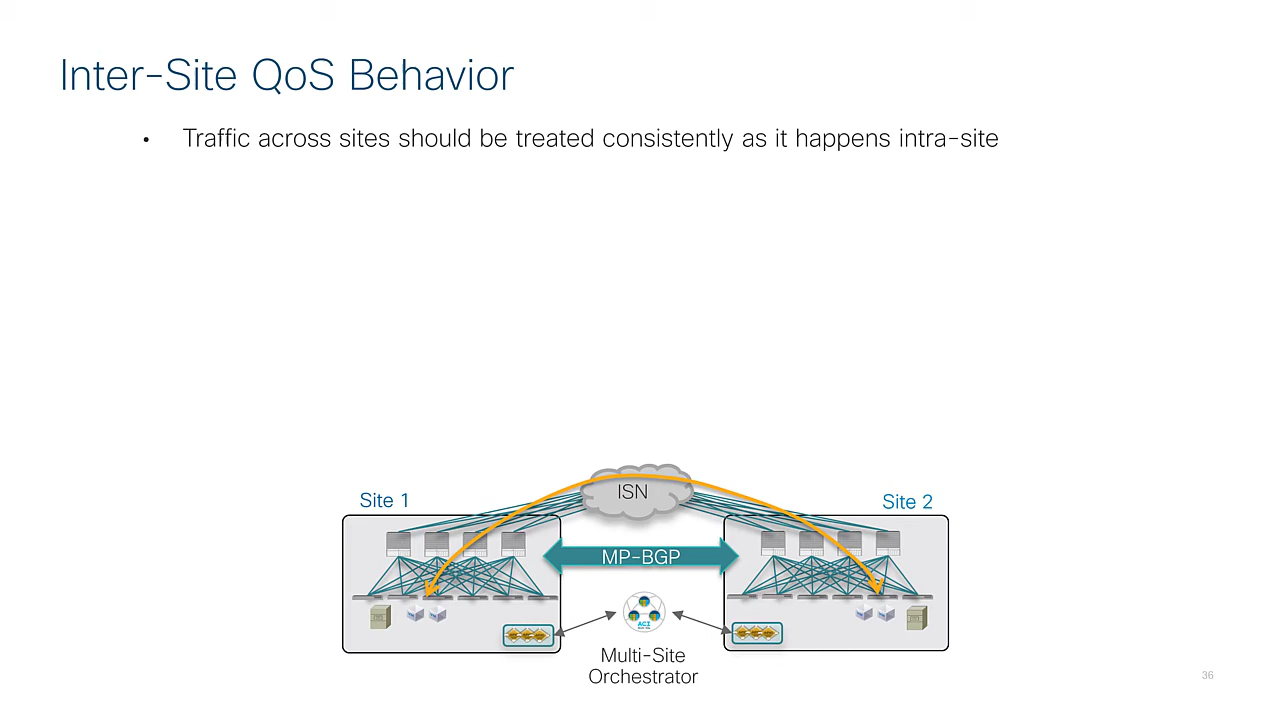 Inter-Site QoS Behavior
• Traffic across sites should be treated consistently as it happens intra-site
ISN
Site 1
Site 2
MP-BGP
ACI
Multi-Site
Orchestrator
36